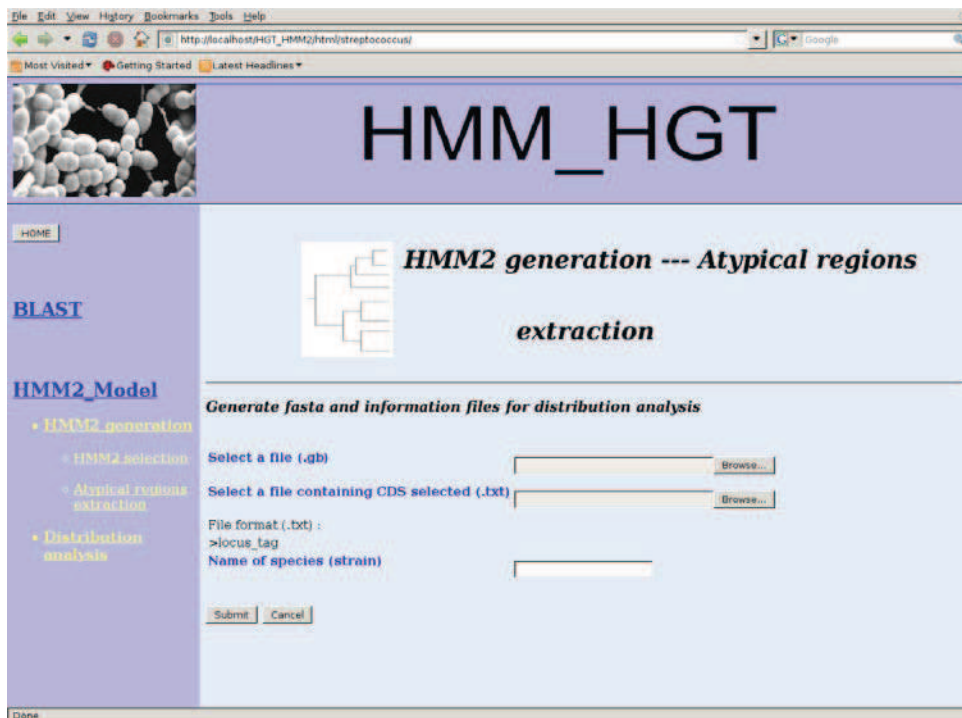 File Edit View History Bookmarks Tools Help
http://localhost/HGT_HMM2/html/streptococcus/
G Google
Most Visited Getting Started Latest Headlines
HMM_HGT
HOME
BLAST
HMM2_Model
HMM2 generation
HMM2 selection
Atypical regions
extraction
Distribution
analysis
HMM2 generation --- Atypical regions
extraction
Generate fasta and information files for distribution analysis
Select a file (.gb)
Browse...
Select a file containing CDS selected (.txt)
Browse...
File format (.txt) :
>locus_tag
Name of species (strain)
Submit Cancel
Done